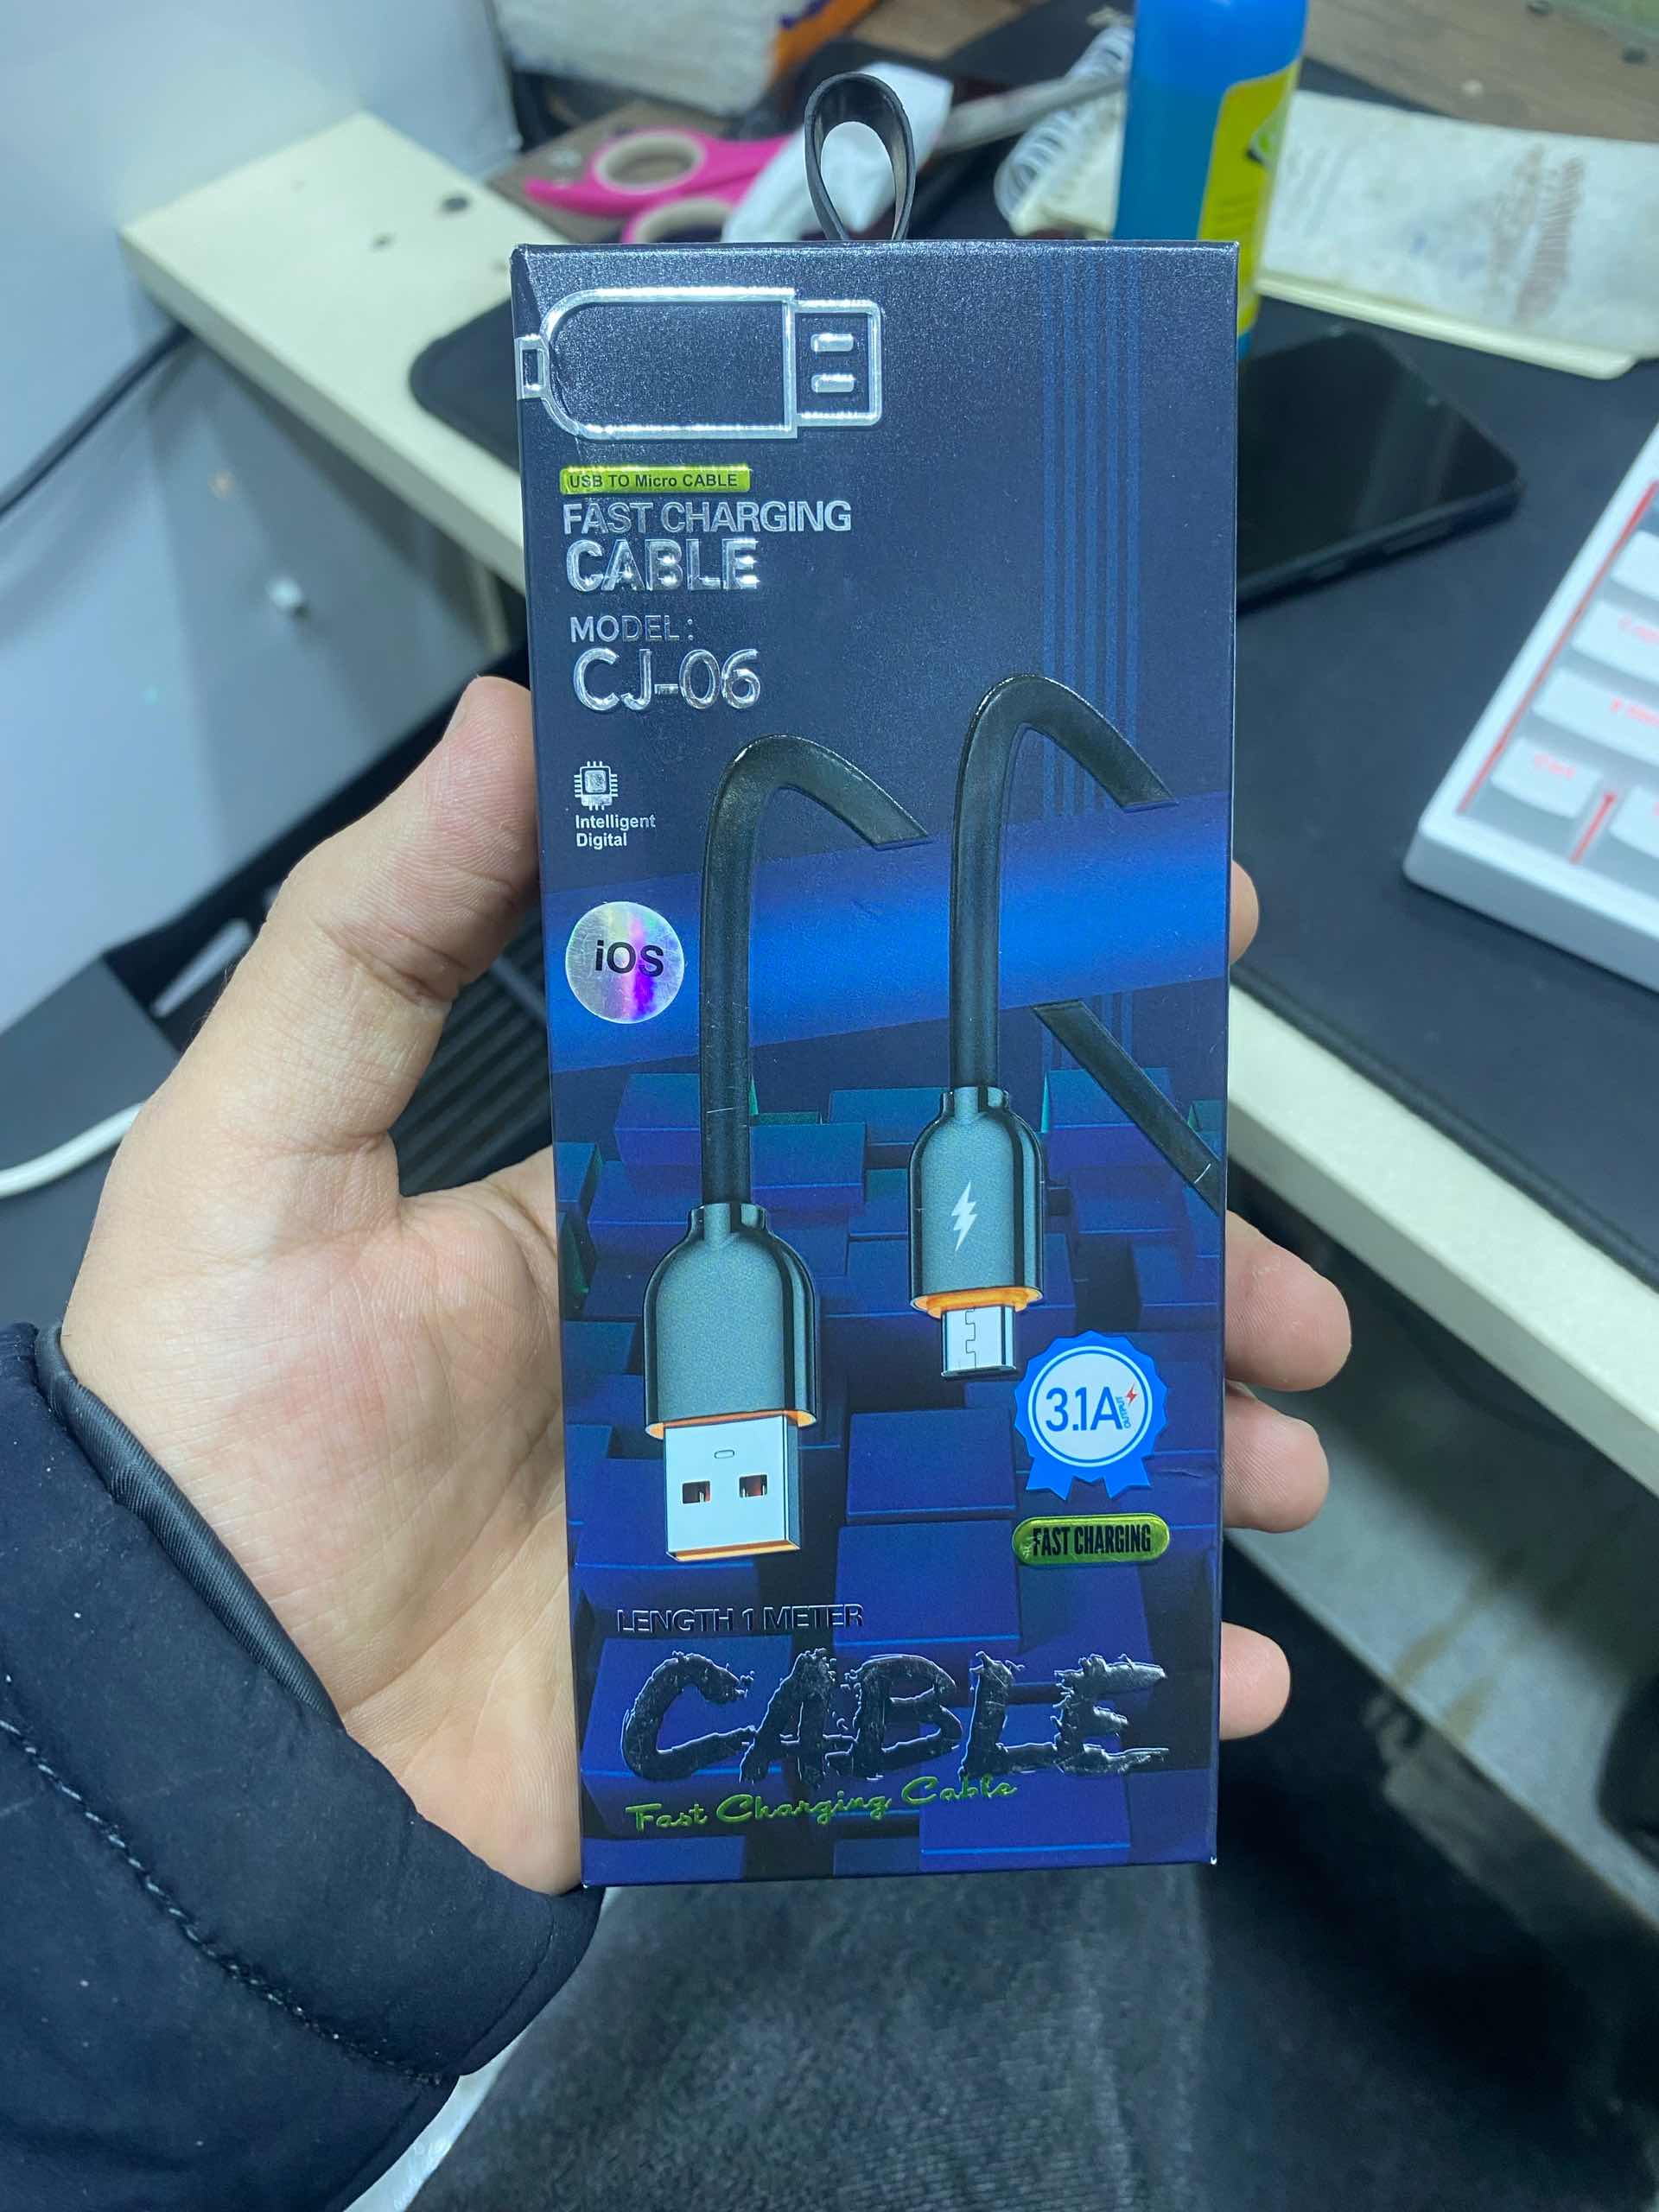 USB TO Micro CABLE
FAST CHARGING
CABLE
MODEL:
CJ-06
Intelligent
Digital
iOS
3.1A
OUTPUT
FAST CHARGING
LENGTH 1 METER
CABLE
Fast Charging Cable